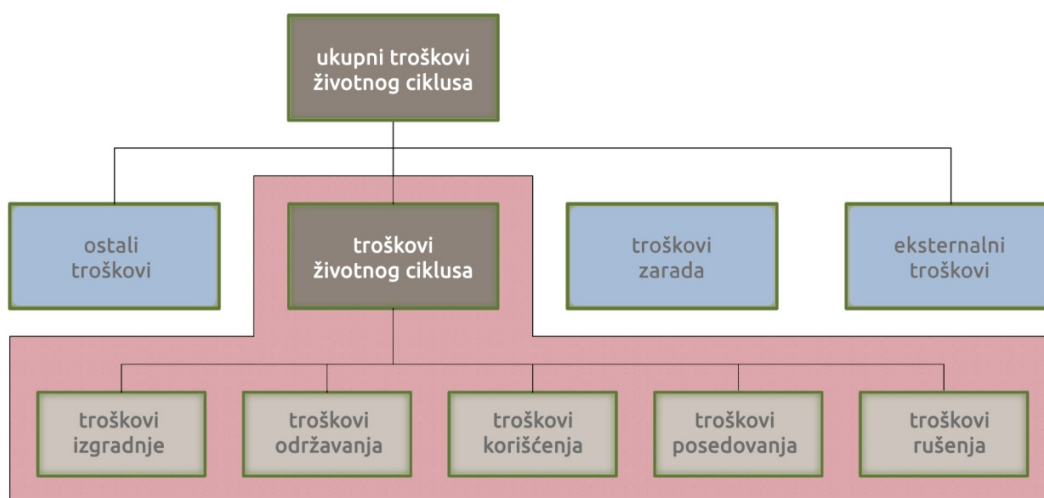 ukupni troškovi
životnog ciklusa
ostali
troškovi
troškovi
životnog ciklusa
troškovi
zarada
eksternalni
troškovi
troškovi
izgradnje
troškovi
održavanja
troškovi
korišćenja
troškovi
posedovanja
troškovi
rušenja